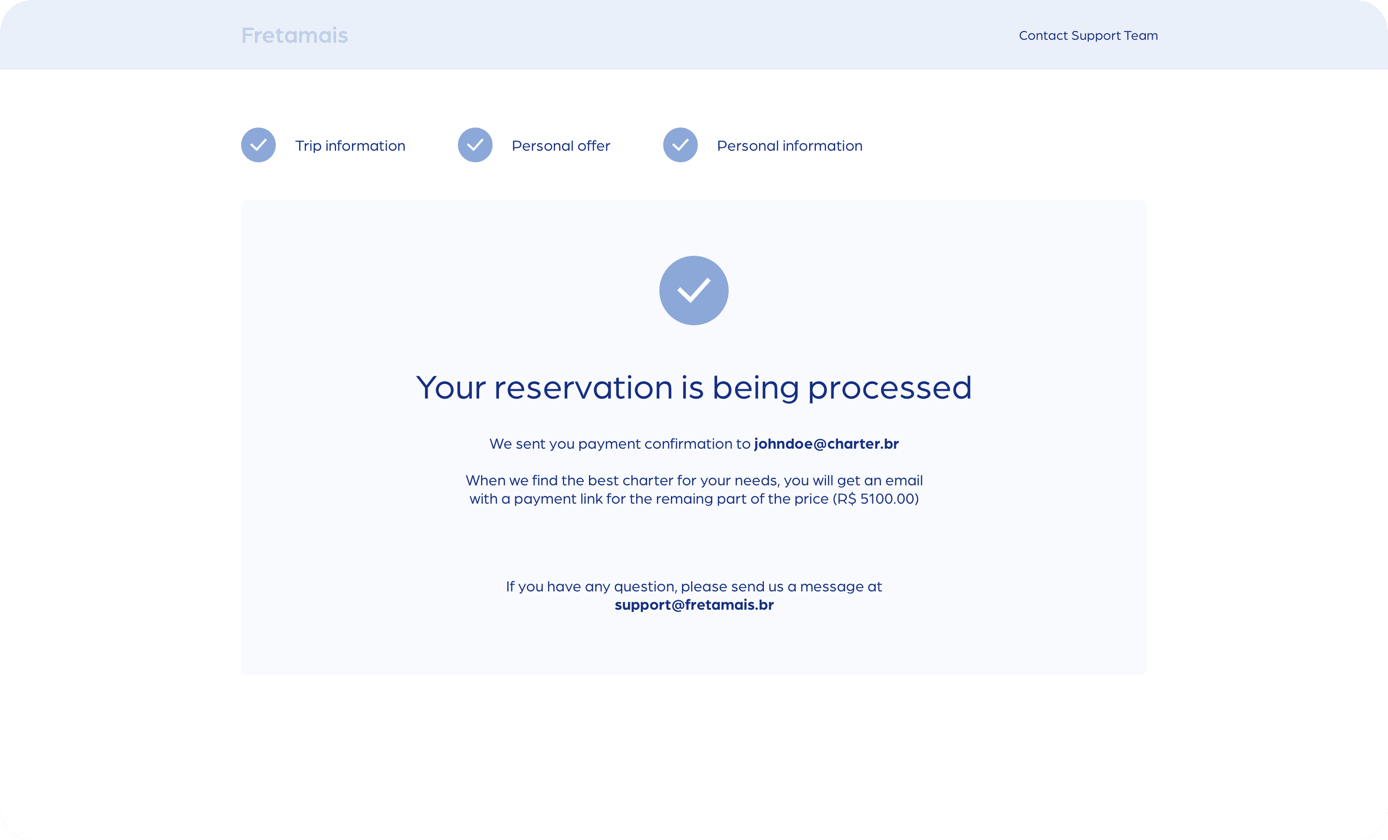 Fretamais
Contact Support Team
Trip information
Personal offer
Personal information
Your reservation is being processed
We sent you payment confirmation to johndoe@charter.br
When we find the best charter for your needs, you will get an email
with a payment link for the remaing part of the price (R$ 5100.00)
If you have any question, please send us a message at
support@fretamais.br